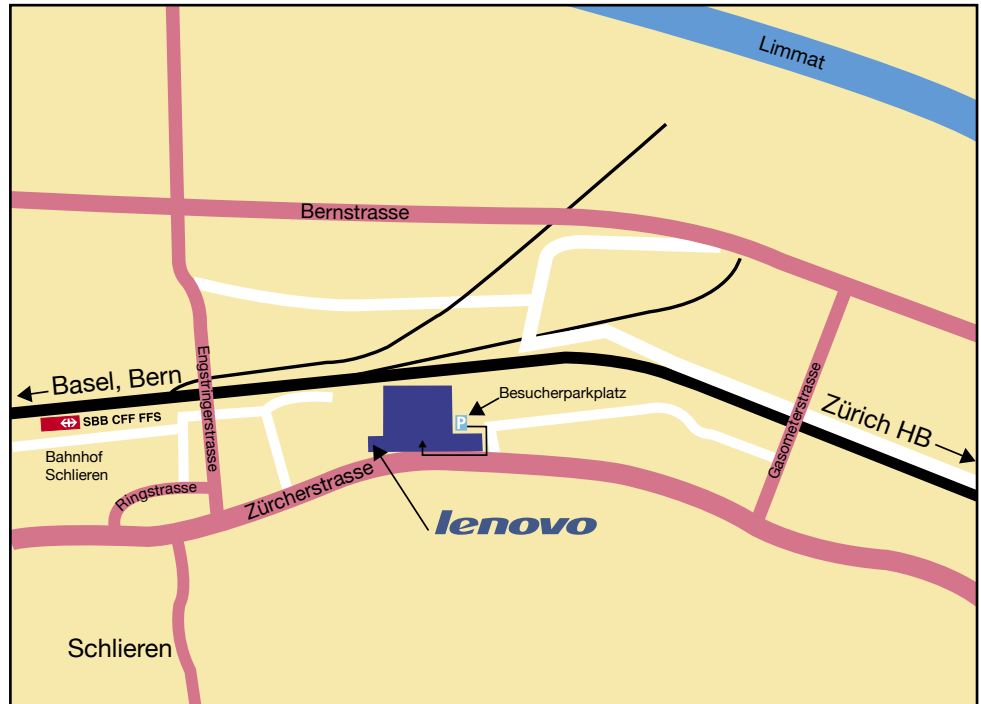 Limmat
Bernstrasse
Engstringerstrasse
Basel, Bern
SBB CFF FFS
Bahnhof
Schlieren
Ringstrasse
Zürcherstrasse
P
Besucherparkplatz
lenovo
Gasometerstrasse
Zürich HB
Schlieren